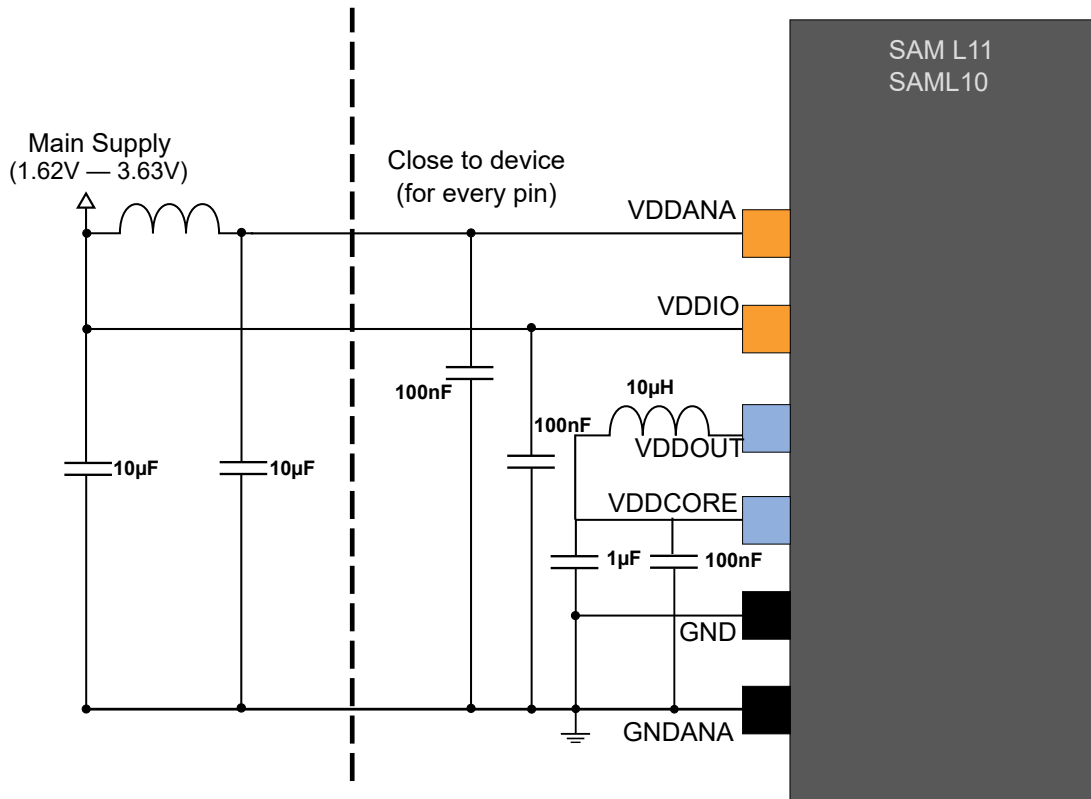 SAM L11
SAML10
Main Supply
(1.62V — 3.63V)
Close to device
(for every pin)
VDDANA
VDDIO
100nF
10µH
100nF
VDDOUT
10µF
10µF
VDDCORE
1µF
100nF
GND
GNDANA